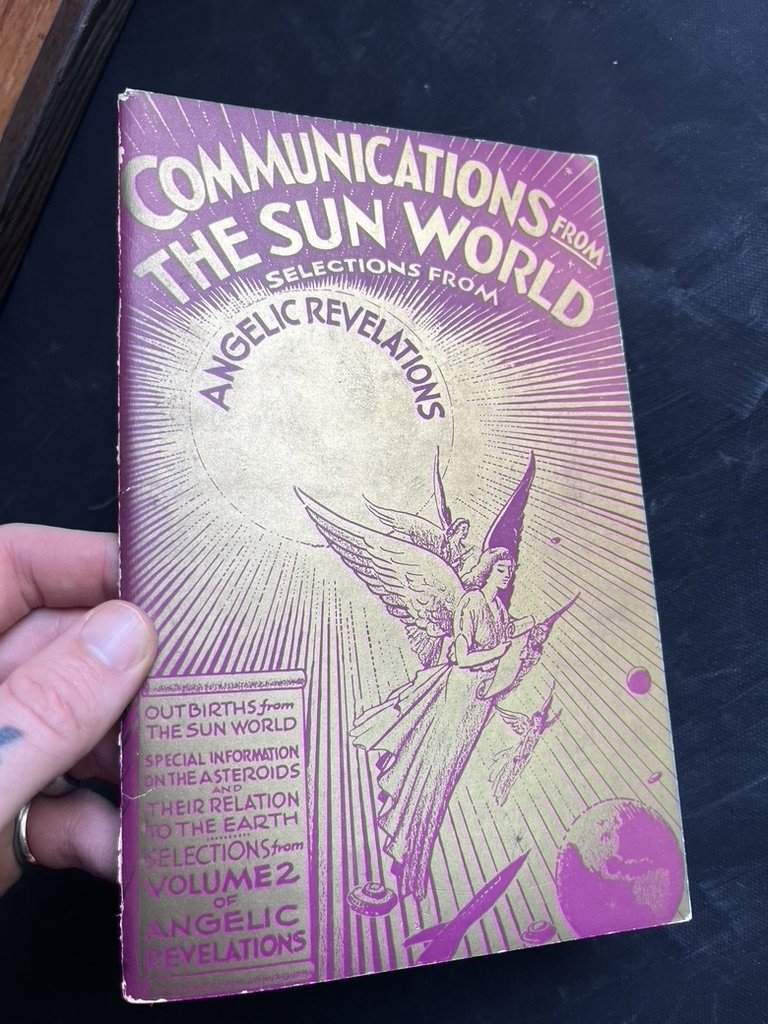 COMMUNICATIONS FROM
THE SUN WORLD
SELECTIONS FROM
ANGELIC REVELATIONS
OUTBIRTHS from
THE SUN WORLD
SPECIAL INFORMATION
ON THE ASTEROIDS
AND
THEIR RELATION
TO THE EARTH
SELECTIONS from
VOLUME 2
OF
ANGELIC
REVELATIONS